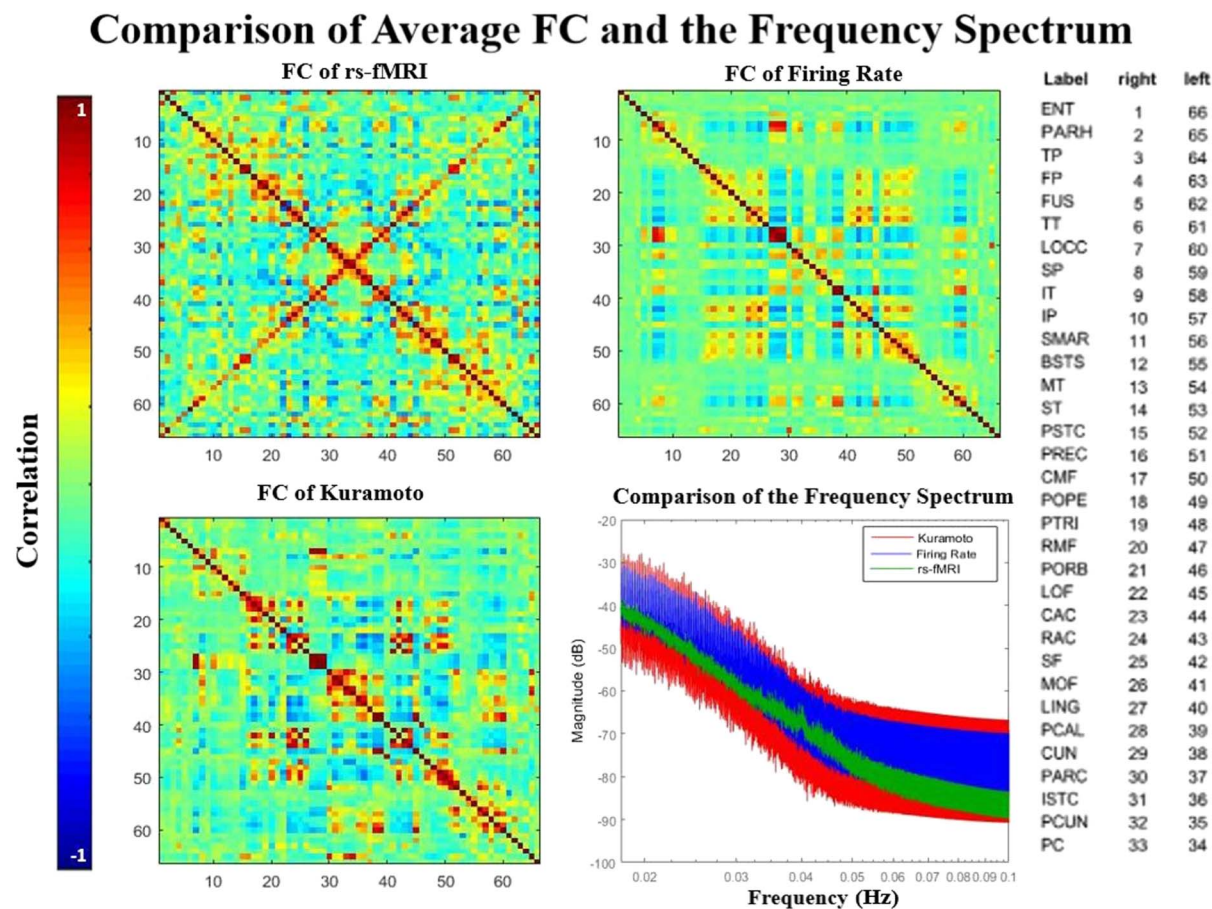 Comparison of Average FC and the Frequency Spectrum
FC of rs-fMRI
10
20
30
40
50
60
10 20 30 40 50 60
FC of Firing Rate
10
20
30
40
50
60
10 20 30 40 50 60
Correlation
1
-1
FC of Kuramoto
10
20
30
40
50
60
10 20 30 40 50 60
Comparison of the Frequency Spectrum
Kuramoto
Firing Rate
rs-fMRI
Magnitude (dB)
-20
-30
-40
-50
-60
-70
-80
-90
-100
0.02 0.03 0.04 0.05 0.06 0.07 0.08 0.09 0.1
Frequency (Hz)
Label right left
ENT 1 66
PARH 2 65
TP 3 64
FP 4 63
FUS 5 62
TT 6 61
LOCC 7 60
SP 8 59
IT 9 58
IP 10 57
SMAR 11 56
BSTS 12 55
MT 13 54
ST 14 53
PSTC 15 52
PREC 16 51
CMF 17 50
POPE 18 49
PTRI 19 48
RMF 20 47
PORB 21 46
LOF 22 45
CAC 23 44
RAC 24 43
SF 25 42
MOF 26 41
LING 27 40
PCAL 28 39
CUN 29 38
PARC 30 37
ISTC 31 36
PCUN 32 35
PC 33 34